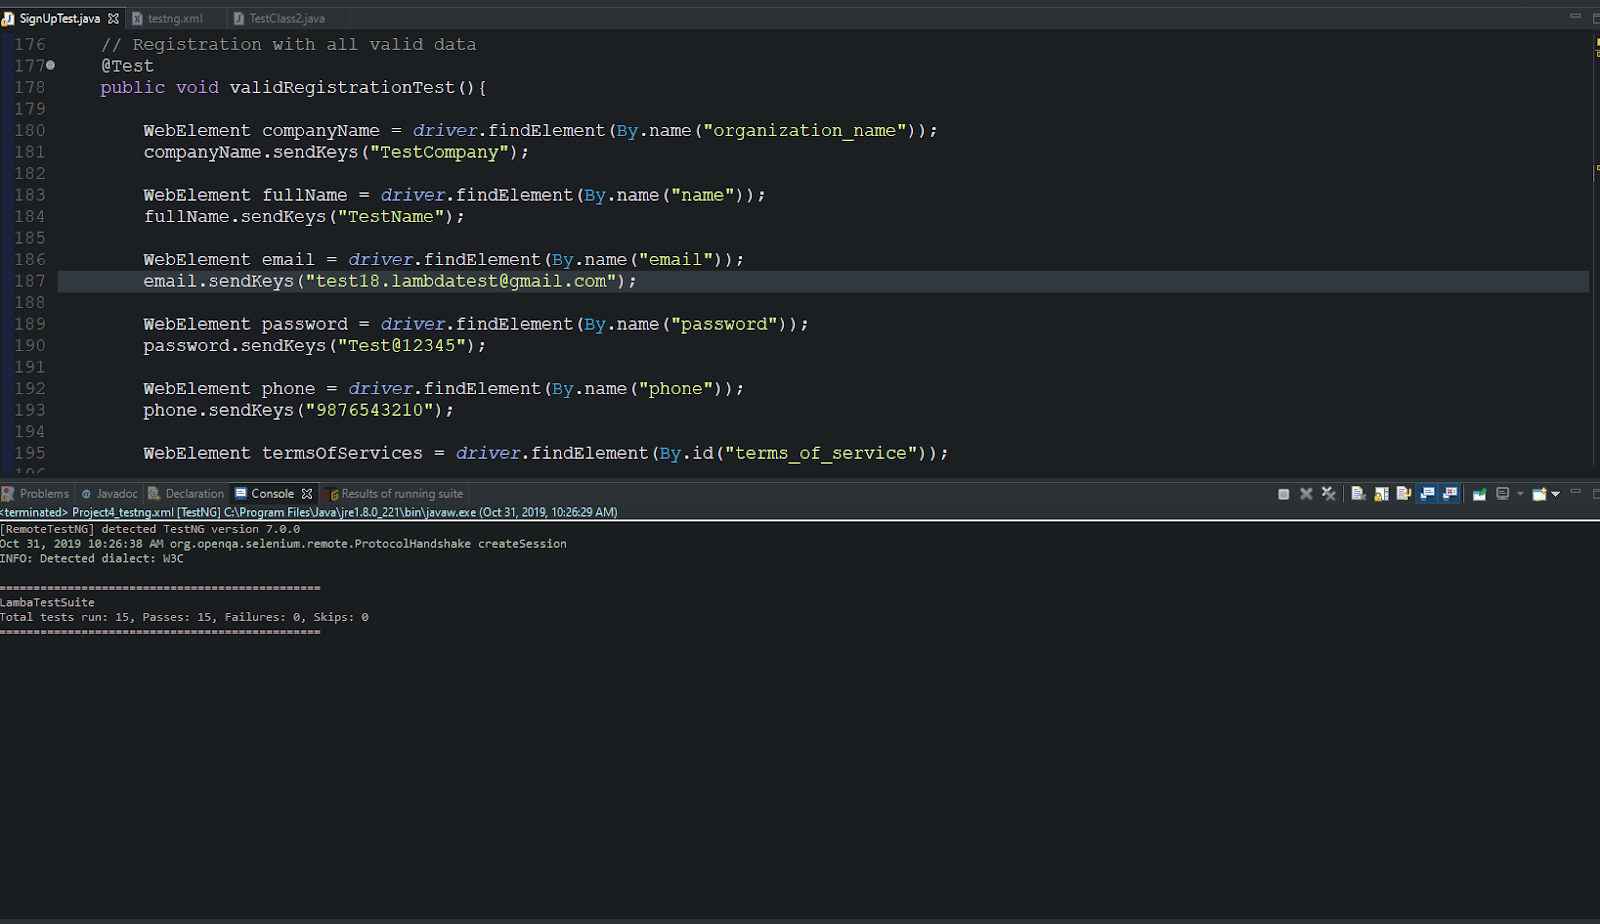 SignUpTest.java testng.xml TestClass2.java
176 // Registration with all valid data
177 @Test
178 public void validRegistrationTest(){
179
180 WebElement companyName = driver.findElement(By.name("organization_name"));
181 companyName.sendKeys("TestCompany");
182
183 WebElement fullName = driver.findElement(By.name("name"));
184 fullName.sendKeys("TestName");
185
186 WebElement email = driver.findElement(By.name("email"));
187 email.sendKeys("test18.lambdatest@gmail.com");
188
189 WebElement password = driver.findElement(By.name("password"));
190 password.sendKeys("Test@12345");
191
192 WebElement phone = driver.findElement(By.name("phone"));
193 phone.sendKeys("9876543210");
194
195 WebElement termsOfServices = driver.findElement(By.id("terms_of_service"));
Problems @ Javadoc Declaration Console Results of running suite
<terminated> Project4_testng.xml [TestNG] C:\Program Files\Java\jre1.8.0_221\bin\javaw.exe (Oct 31, 2019, 10:26:29 AM)
[RemoteTestNG] detected TestNG version 7.0.0
Oct 31, 2019 10:26:38 AM org.openqa.selenium.remote.ProtocolHandshake createSession
INFO: Detected dialect: W3C
===============================================
LambaTestSuite
Total tests run: 15, Passes: 15, Failures: 0, Skips: 0
===============================================